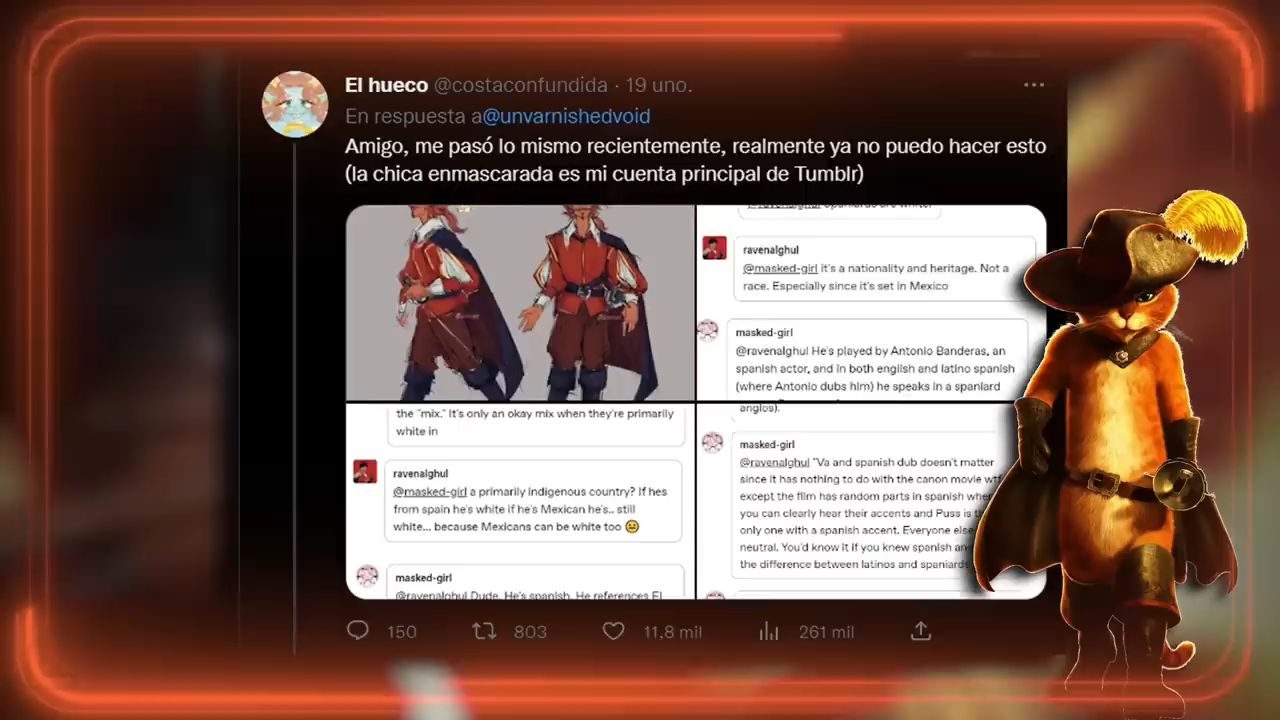 El hueco @costaconfundida · 19 uno.
En respuesta a@unvarnishedvoid
Amigo, me pasó lo mismo recientemente, realmente ya no puedo hacer esto
(la chica enmascarada es mi cuenta principal de Tumblr)
ravenalghul
@masked-girl it's a nationality and heritage. Not a
race. Especially since it's set in Mexico
masked-girl
@ravenalghul He's played by Antonio Banderas, an
spanish actor, and in both english and latino spanish
(where Antonio dubs him) he speaks in a spaniard
the "mix." It's only an okay mix when they're primarily
white in
ravenalghul
@masked-girl a primarily indigenous country? If hes
from spain he's white if he's Mexican he's.. still
white... because Mexicans can be white too
masked-girl
@ravenalghul Dude. He's spanish. He references El
anglos).
masked-girl
@ravenalghul "Va and spanish dub doesn't matter
since it has nothing to do with the canon movie wtf
except the film has random parts in spanish
you can clearly hear their accents and Puss is
only one with a spanish accent. Everyone else
neutral. You'd know it if you knew spanish
the difference between latinos and spaniards
150 803 11,8 mil 261 mil